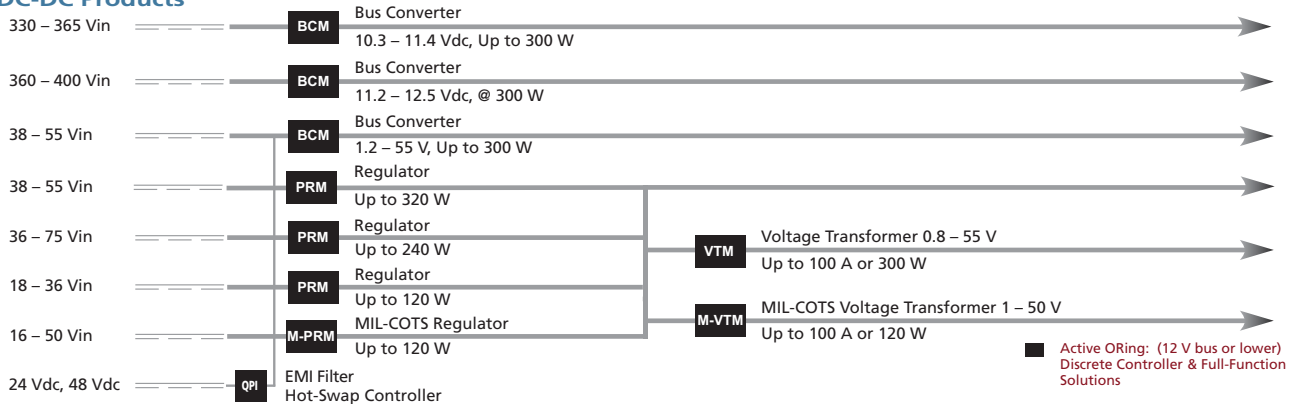 DC-DC Products
330 – 365 Vin
BCM
Bus Converter
10.3 – 11.4 Vdc, Up to 300 W
360 – 400 Vin
BCM
Bus Converter
11.2 – 12.5 Vdc, @ 300 W
38 – 55 Vin
BCM
Bus Converter
1.2 – 55 V, Up to 300 W
38 – 55 Vin
PRM
Regulator
Up to 320 W
36 – 75 Vin
PRM
Regulator
Up to 240 W
VTM
Voltage Transformer 0.8 – 55 V
Up to 100 A or 300 W
18 – 36 Vin
PRM
Regulator
Up to 120 W
M-VTM
MIL-COTS Voltage Transformer 1 – 50 V
Up to 100 A or 120 W
16 – 50 Vin
M-PRM
MIL-COTS Regulator
Up to 120 W
Active ORing: (12 V bus or lower)
Discrete Controller & Full-Function
Solutions
24 Vdc, 48 Vdc
QPI
EMI Filter
Hot-Swap Controller